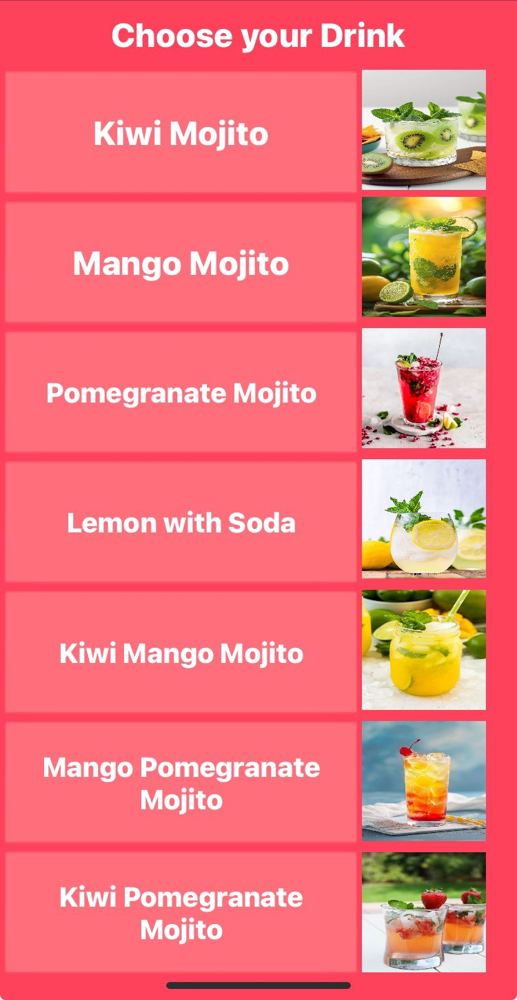 Choose your Drink
Kiwi Mojito
Mango Mojito
Pomegranate Mojito
Lemon with Soda
Kiwi Mango Mojito
Mango Pomegranate
Mojito
Kiwi Pomegranate
Mojito